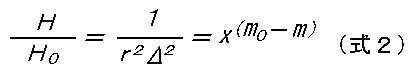 H/H₀ = 1/(r²Δ²) = x^(m₀−m) (式2)